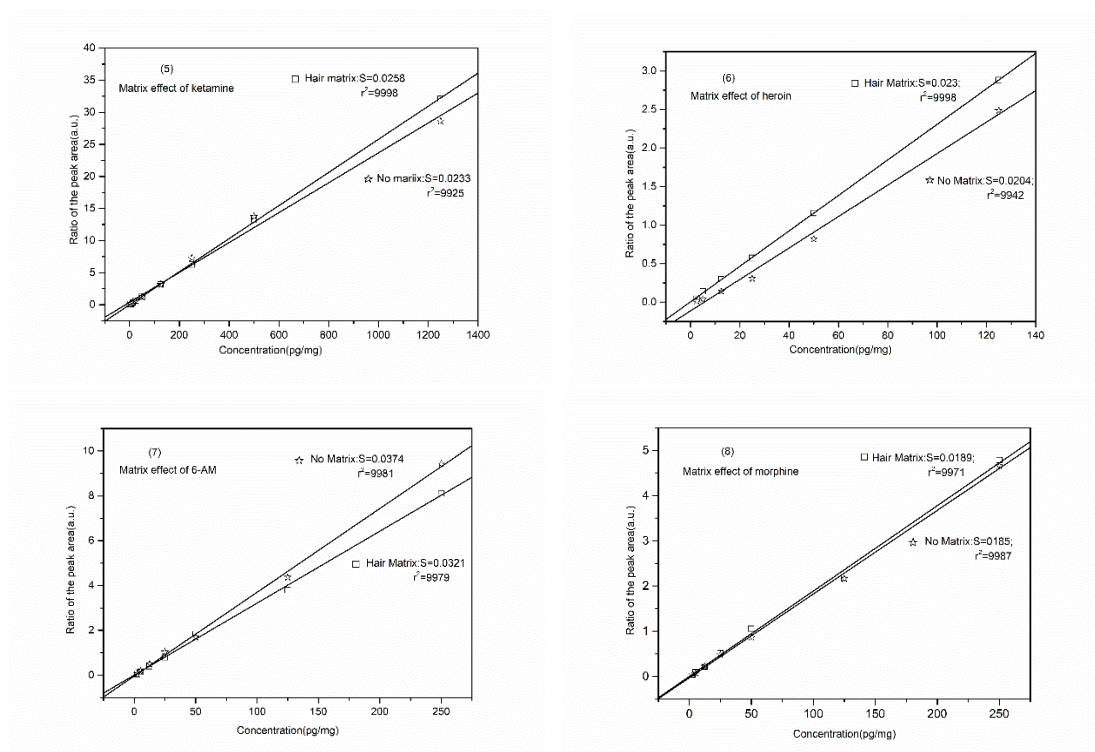 40
35
30
25
20
15
10
5
0
Ratio of the peak area(a.u.)
(5)
Matrix effect of ketamine
Hair matrix:S=0.0258
r²=9998
No mariix:S=0.0233
r²=9925
0 200 400 600 800 1000 1200 1400
Concentration(pg/mg)
3.0
2.5
2.0
1.5
1.0
0.5
0.0
Ratio of the peak area(a.u.)
(6)
Matrix effect of heroin
Hair Matrix:S=0.023;
r²=9998
No Matrix:S=0.0204;
r²=9942
0 20 40 60 80 100 120 140
Concentration(pg/mg)
10
8
6
4
2
0
Ratio of the peak area(a.u.)
(7)
Matrix effect of 6-AM
No Matrix:S=0.0374
r²=9981
Hair Matrix:S=0.0321
r²=9979
0 50 100 150 200 250
Concentration(pg/mg)
5
4
3
2
1
0
Ratio of the peak area(a.u.)
(8)
Matrix effect of morphine
Hair Matrix:S=0.0189;
r²=9971
No Matrix:S=0185;
r²=9987
0 50 100 150 200 250
Concentration(pg/mg)